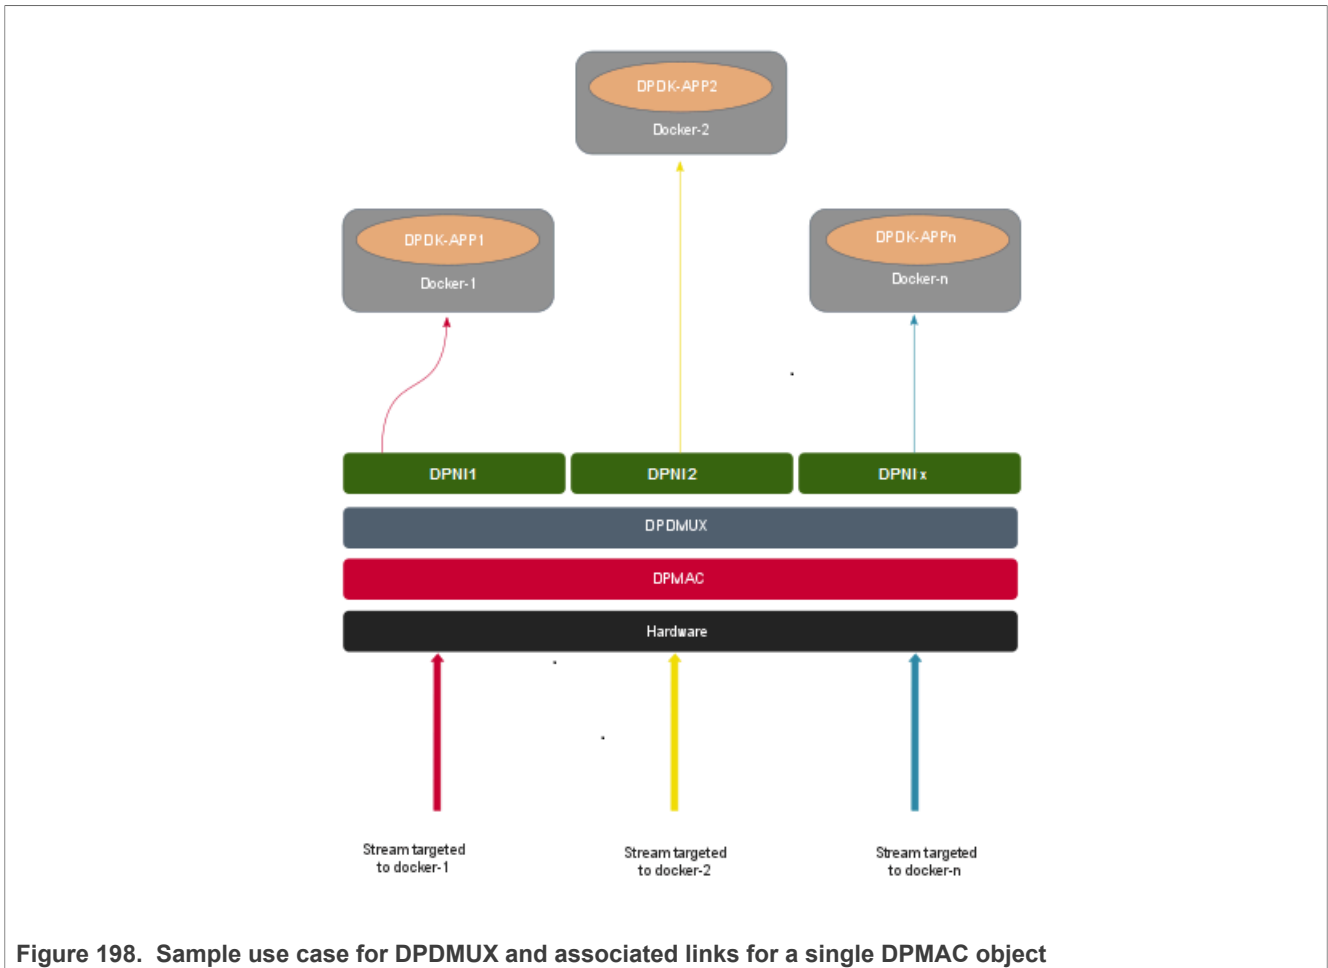 DPDK-APP2
Docker-2
DPDK-APP1
Docker-1
DPDK-APPn
Docker-n
DPNI1
DPNI2
DPNIx
DPDMUX
DPMAC
Hardware
Stream targeted
to docker-1
Stream targeted
to docker-2
Stream targeted
to docker-n
Figure 198. Sample use case for DPDMUX and associated links for a single DPMAC object